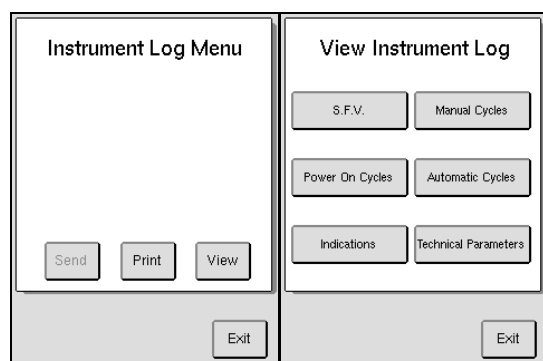 Instrument Log Menu
Send Print View
Exit
View Instrument Log
S.F.V. Manual Cycles
Power On Cycles Automatic Cycles
Indications Technical Parameters
Exit